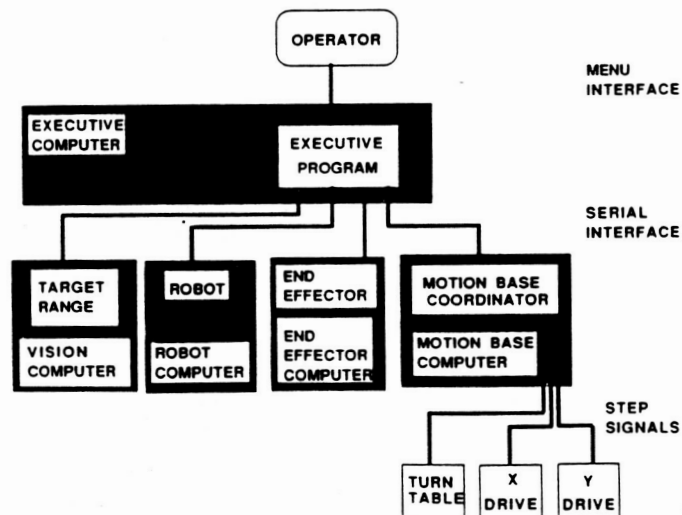 OPERATOR
MENU
INTERFACE
EXECUTIVE
COMPUTER
EXECUTIVE
PROGRAM
SERIAL
INTERFACE
TARGET
RANGE
VISION
COMPUTER
ROBOT
ROBOT
COMPUTER
END
EFFECTOR
END
EFFECTOR
COMPUTER
MOTION BASE
COORDINATOR
MOTION BASE
COMPUTER
STEP
SIGNALS
TURN
TABLE
X
DRIVE
Y
DRIVE